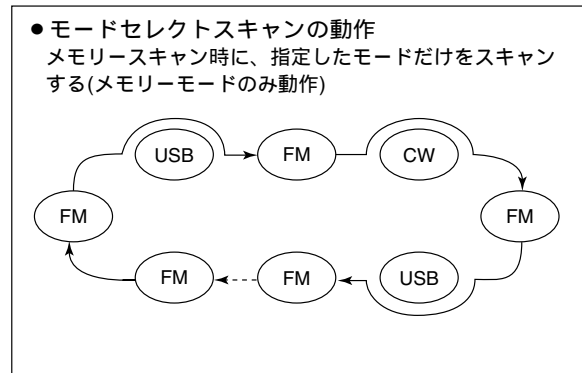 ●モードセレクトスキャンの動作
メモリースキャン時に、指定したモードだけをスキャン
する(メモリーモードのみ動作)
USB FM CW
FM FM
FM FM USB